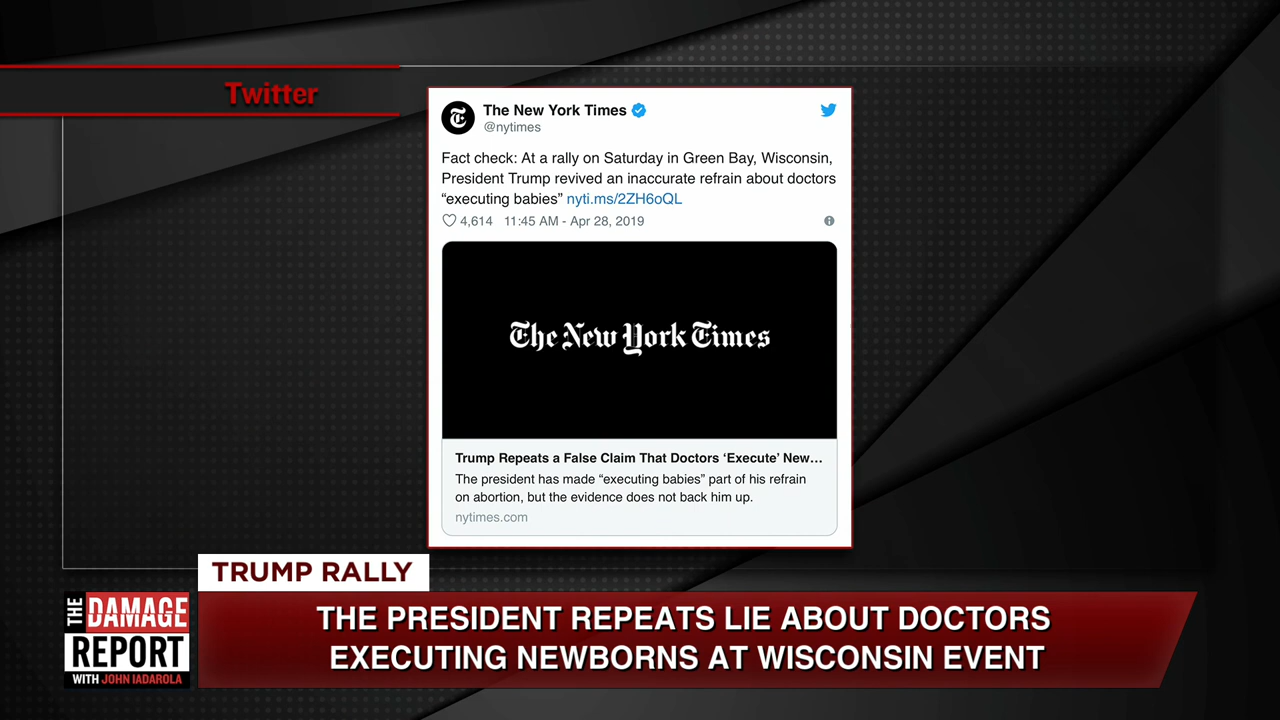 Twitter
The New York Times
@nytimes
Fact check: At a rally on Saturday in Green Bay, Wisconsin,
President Trump revived an inaccurate refrain about doctors
“executing babies” nyti.ms/2ZH6oQL
4,614 11:45 AM - Apr 28, 2019
The New York Times
Trump Repeats a False Claim That Doctors ‘Execute’ New...
The president has made “executing babies” part of his refrain
on abortion, but the evidence does not back him up.
nytimes.com
TRUMP RALLY
THE PRESIDENT REPEATS LIE ABOUT DOCTORS
EXECUTING NEWBORNS AT WISCONSIN EVENT
THE DAMAGE
REPORT
WITH JOHN IADAROLA